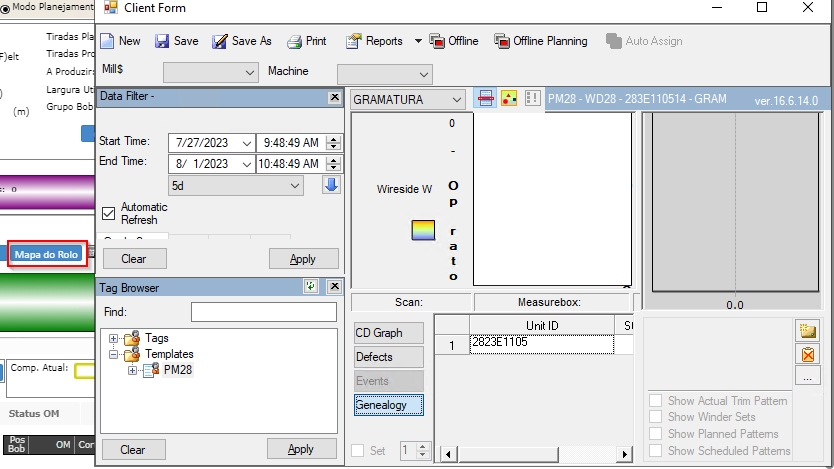 Modo Planejament
Tiradas Pla
F)elt
Tiradas Pro
A Produzir
)
Largura Uti
(m)
Grupo Bob
s: 0
Mapa do Rolo
Comp. Atual:
Status OM
Pos
Bob
OM
Cor
Client Form
New
Save
Save As
Print
Reports
Offline
Offline Planning
Auto Assign
Mill$
Machine
Data Filter -
Start Time:
7/27/2023
9:48:49 AM
End Time:
8/ 1/2023
10:48:49 AM
5d
Automatic
Refresh
Clear
Apply
Tag Browser
Find:
Tags
Templates
PM28
Clear
Apply
GRAMATURA
PM28 - WD28 - 283E110514 - GRAM
ver.16.6.14.0
0
-
Wireside W
O
p
r
a
t
o
0.0
Scan:
Measurebox:
CD Graph
Defects
Events
Genealogy
Set
1
Unit ID
1
2823E1105
...
Show Actual Trim Pattern
Show Winder Sets
Show Planned Patterns
Show Scheduled Patterns